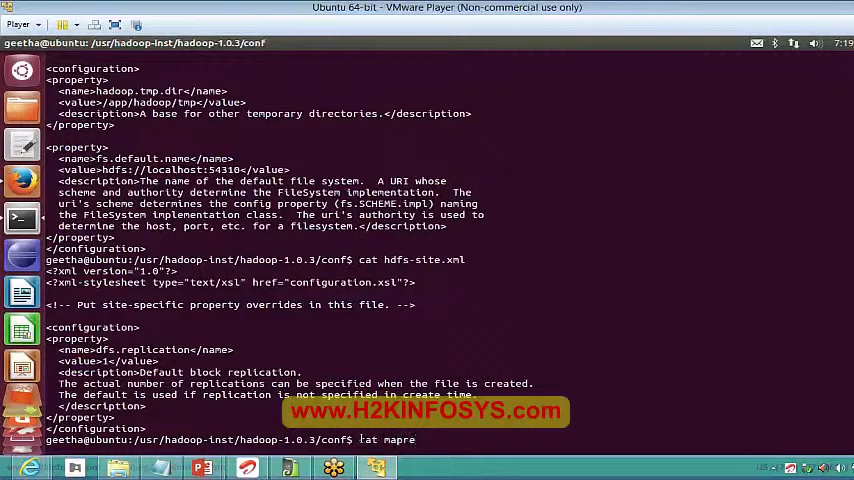 Ubuntu 64-bit - VMware Player (Non-commercial use only)
Player
geetha@ubuntu: /usr/hadoop-inst/hadoop-1.0.3/conf
7:19
<configuration>
<property>
<name>hadoop.tmp.dir</name>
<value>/app/hadoop/tmp</value>
<description>A base for other temporary directories.</description>
</property>
<property>
<name>fs.default.name</name>
<value>hdfs://localhost:54310</value>
<description>The name of the default file system.  A URI whose
scheme and authority determine the FileSystem implementation.  The
uri's scheme determines the config property (fs.SCHEME.impl) naming
the FileSystem implementation class.  The uri's authority is used to
determine the host, port, etc. for a filesystem.</description>
</property>
</configuration>
geetha@ubuntu:/usr/hadoop-inst/hadoop-1.0.3/conf$ cat hdfs-site.xml
<?xml version="1.0"?>
<?xml-stylesheet type="text/xsl" href="configuration.xsl"?>
<!-- Put site-specific property overrides in this file. -->
<configuration>
<property>
<name>dfs.replication</name>
<value>1</value>
<description>Default block replication.
The actual number of replications can be specified when the file is created.
The default is used if replication is not specified in create time.
</description>
</property>
</configuration>
www.H2KINFOSYS.com
geetha@ubuntu:/usr/hadoop-inst/hadoop-1.0.3/conf$ cat mapre